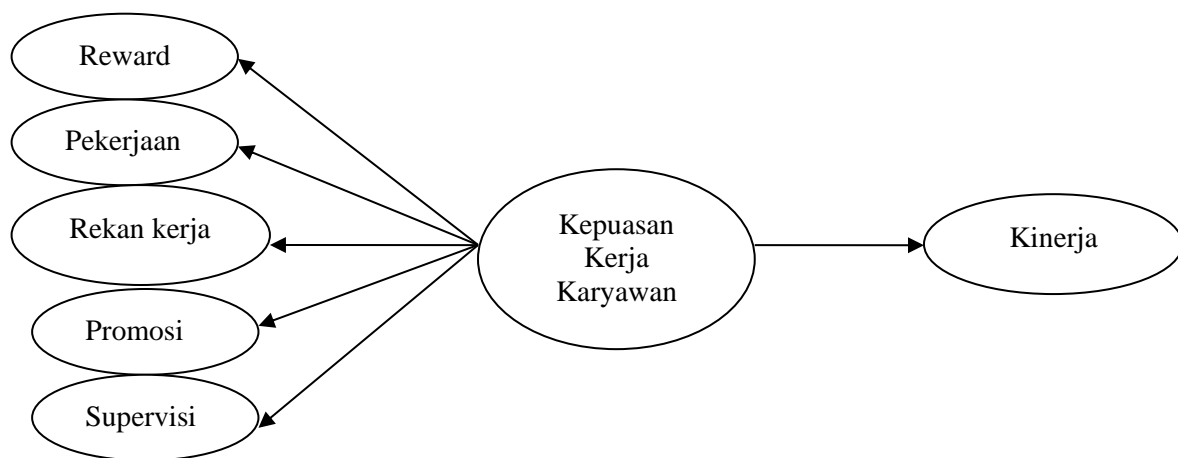 Reward
Pekerjaan
Rekan kerja
Promosi
Supervisi
Kepuasan
Kerja
Karyawan
Kinerja